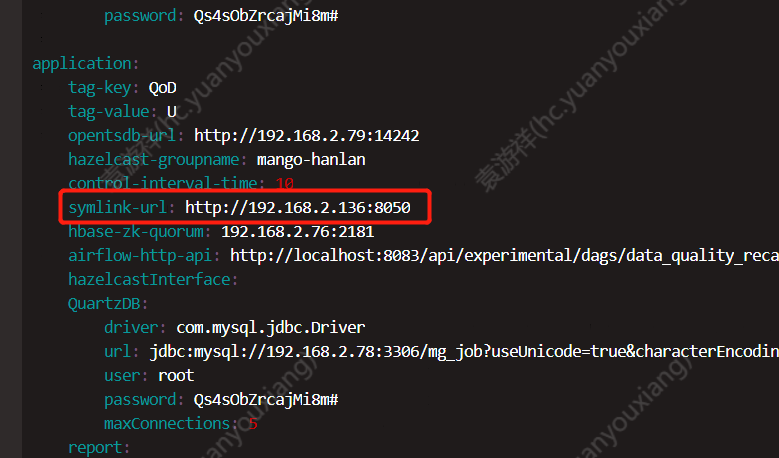 password: Qs4sObZrcajMi8m#
application:
tag-key: QoD
tag-value: U
opentsdb-url: http://192.168.2.79:14242
hazelcast-groupname: mango-hanlan
control-interval-time: 10
symlink-url: http://192.168.2.136:8050
hbase-zk-quorum: 192.168.2.76:2181
airflow-http-api: http://localhost:8083/api/experimental/dags/data_quality_reca
hazelcastInterface:
QuartzDB:
driver: com.mysql.jdbc.Driver
url: jdbc:mysql://192.168.2.78:3306/mg_job?useUnicode=true&characterEncodin
user: root
password: Qs4sObZrcajMi8m#
maxConnections: 5
report:
袁游祥(hc.yuanyouxiang)
袁游祥(hc.yuanyouxiang)